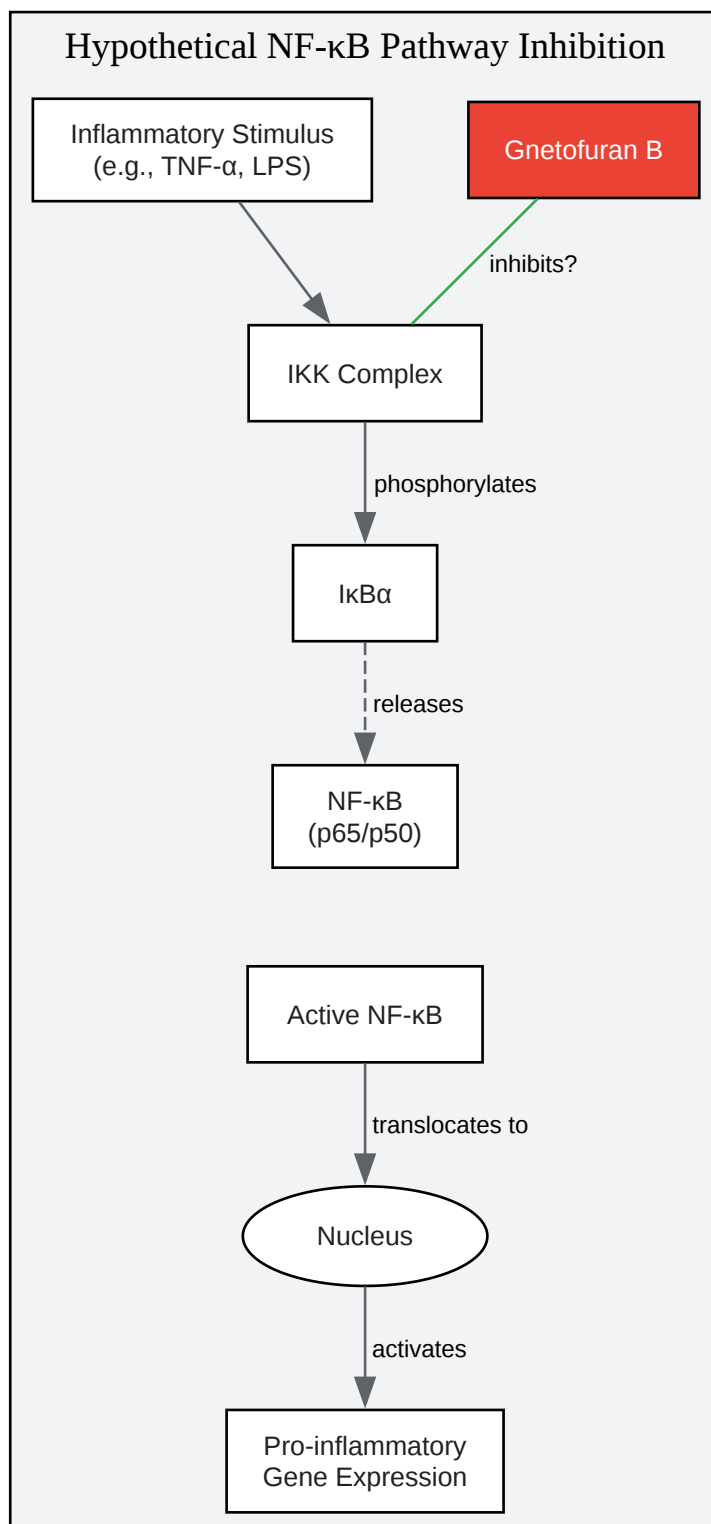 Hypothetical NF-κB Pathway Inhibition
Inflammatory Stimulus
(e.g., TNF-α, LPS)
Gnetofuran B
inhibits?
IKK Complex
phosphorylates
IκBα
releases
NF-κB
(p65/p50)
Active NF-κB
translocates to
Nucleus
activates
Pro-inflammatory
Gene Expression